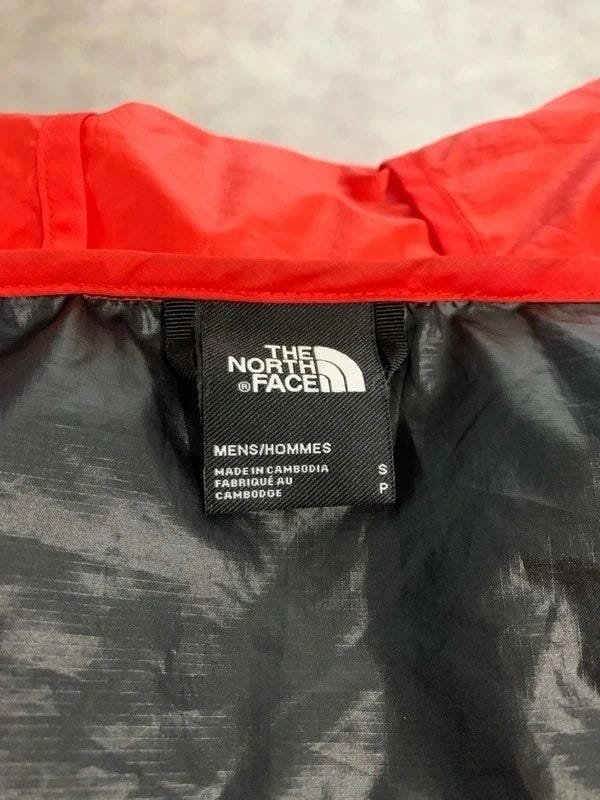 THE
NORTH
® FACE
MENS/HOMMES
MADE IN CAMBODIA
FABRIQUÉ AU
CAMBODGE
S
P